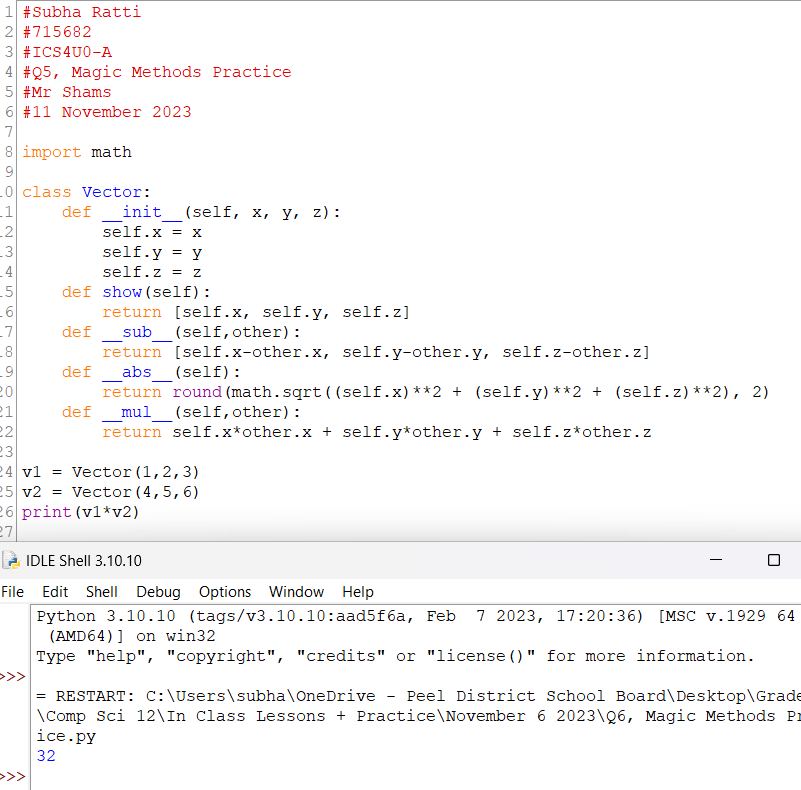 1 #Subha Ratti
2 #715682
3 #ICS4U0-A
4 #Q5, Magic Methods Practice
5 #Mr Shams
6 #11 November 2023
7
8 import math
9
10 class Vector:
11     def __init__(self, x, y, z):
12         self.x = x
13         self.y = y
14         self.z = z
15     def show(self):
16         return [self.x, self.y, self.z]
17     def __sub__(self,other):
18         return [self.x-other.x, self.y-other.y, self.z-other.z]
19     def __abs__(self):
20         return round(math.sqrt((self.x)**2 + (self.y)**2 + (self.z)**2), 2)
21     def __mul__(self,other):
22         return self.x*other.x + self.y*other.y + self.z*other.z
23
24 v1 = Vector(1,2,3)
25 v2 = Vector(4,5,6)
26 print(v1*v2)
27
IDLE Shell 3.10.10
File Edit Shell Debug Options Window Help
Python 3.10.10 (tags/v3.10.10:aad5f6a, Feb  7 2023, 17:20:36) [MSC v.1929 64
 (AMD64)] on win32
Type "help", "copyright", "credits" or "license()" for more information.
>>>
= RESTART: C:\Users\subha\OneDrive - Peel District School Board\Desktop\Grade
\Comp Sci 12\In Class Lessons + Practice\November 6 2023\Q6, Magic Methods Pr
ice.py
32
>>>